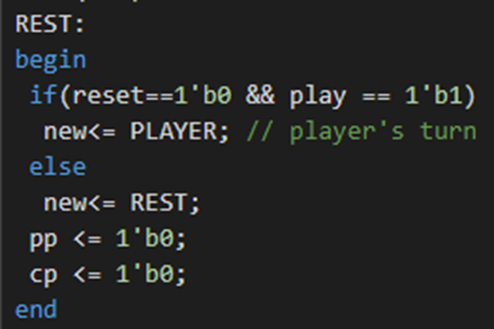 REST:
begin
if(reset==1'b0 && play == 1'b1)
new<= PLAYER; // player's turn
else
new<= REST;
pp <= 1'b0;
cp <= 1'b0;
end